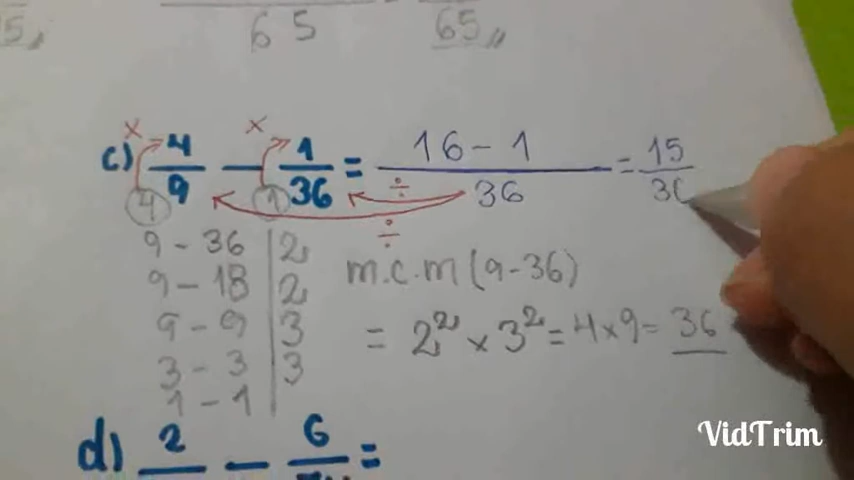 5,, 65 65,,
c) 4/9 - 1/36 = 16 - 1/36 = 15/36
x x
4 1 ÷ ÷
9 - 36 | 2
9 - 18 | 2 m.c.m (9-36)
9 - 9 | 3 = 2² x 3² = 4 x 9 = 36
3 - 3 | 3
1 - 1
d) 2 - 6 =
VidTrim